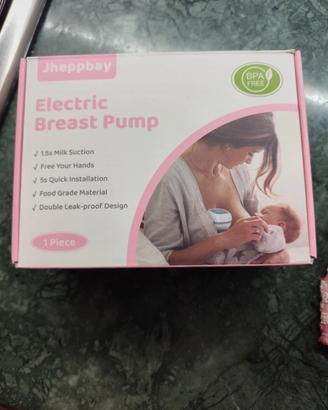 Jheppbay
BPA
FREE
Electric
Breast Pump
✓ 1.5x Milk Suction
✓ Free Your Hands
✓ 5s Quick Installation
✓ Food Grade Material
✓ Double Leak-proof Design
1 Piece